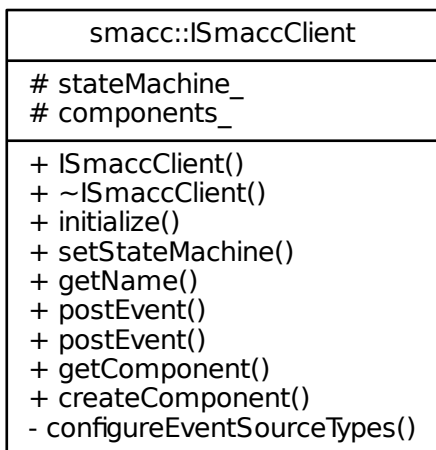 smacc::ISmaccClient
# stateMachine_
# components_
+ ISmaccClient()
+ ~ISmaccClient()
+ initialize()
+ setStateMachine()
+ getName()
+ postEvent()
+ postEvent()
+ getComponent()
+ createComponent()
- configureEventSourceTypes()